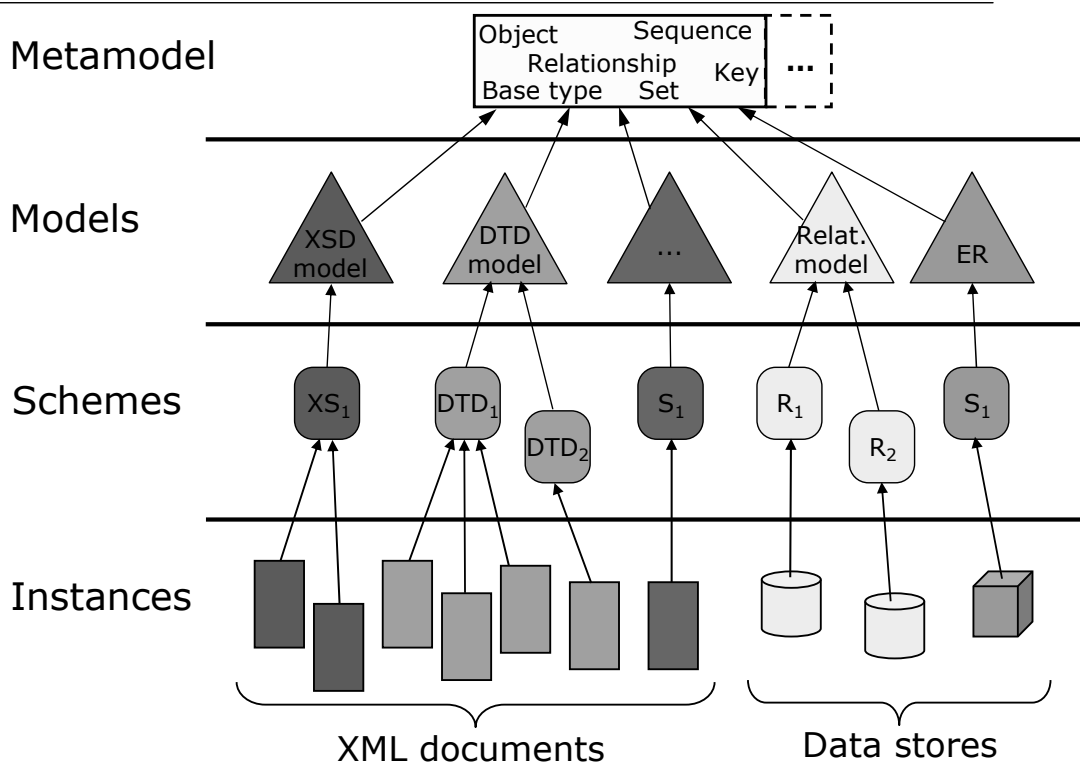 Metamodel
Object Sequence
Relationship
Key
Base type Set
...
Models
XSD
model
DTD
model
...
Relat.
model
ER
Schemes
XS1
DTD1
DTD2
S1
R1
R2
S1
Instances
XML documents
Data stores